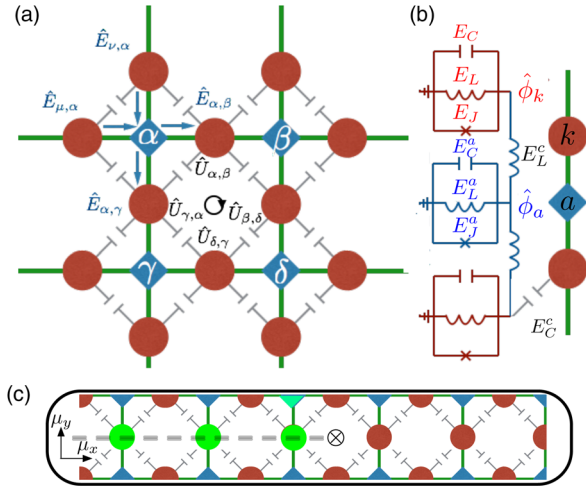 (a)
Ê_{ν,α}
Ê_{μ,α}
Ê_{α,β}
α
β
Û_{α,β}
Ê_{α,γ}
Û_{γ,α}
Û_{β,δ}
Û_{δ,γ}
γ
δ
(b)
E_C
E_L
E_J
ϕ̂_k
E_C^a
E_L^c
E_L^a
ϕ̂_a
E_J^a
E_C^c
k
a
(c)
μ_y
μ_x